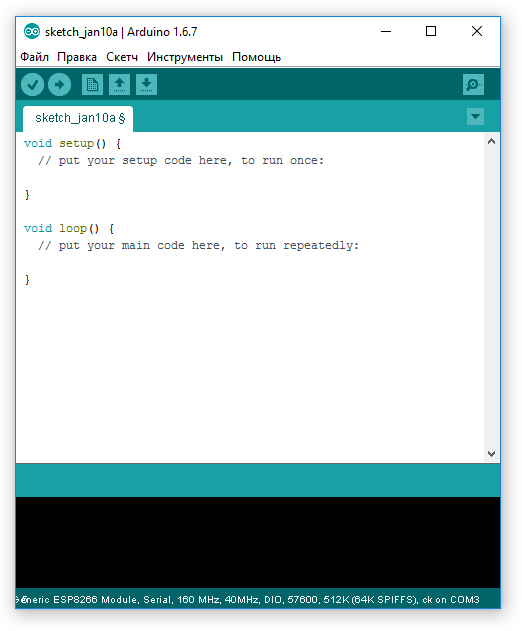 sketch_jan10a | Arduino 1.6.7
Файл Правка Скетч Инструменты Помощь
sketch_jan10a §
void setup() {
  // put your setup code here, to run once:
}
void loop() {
  // put your main code here, to run repeatedly:
}
eneric ESP8266 Module, Serial, 160 MHz, 40MHz, DIO, 57600, 512K (64K SPIFFS), ck on COM3